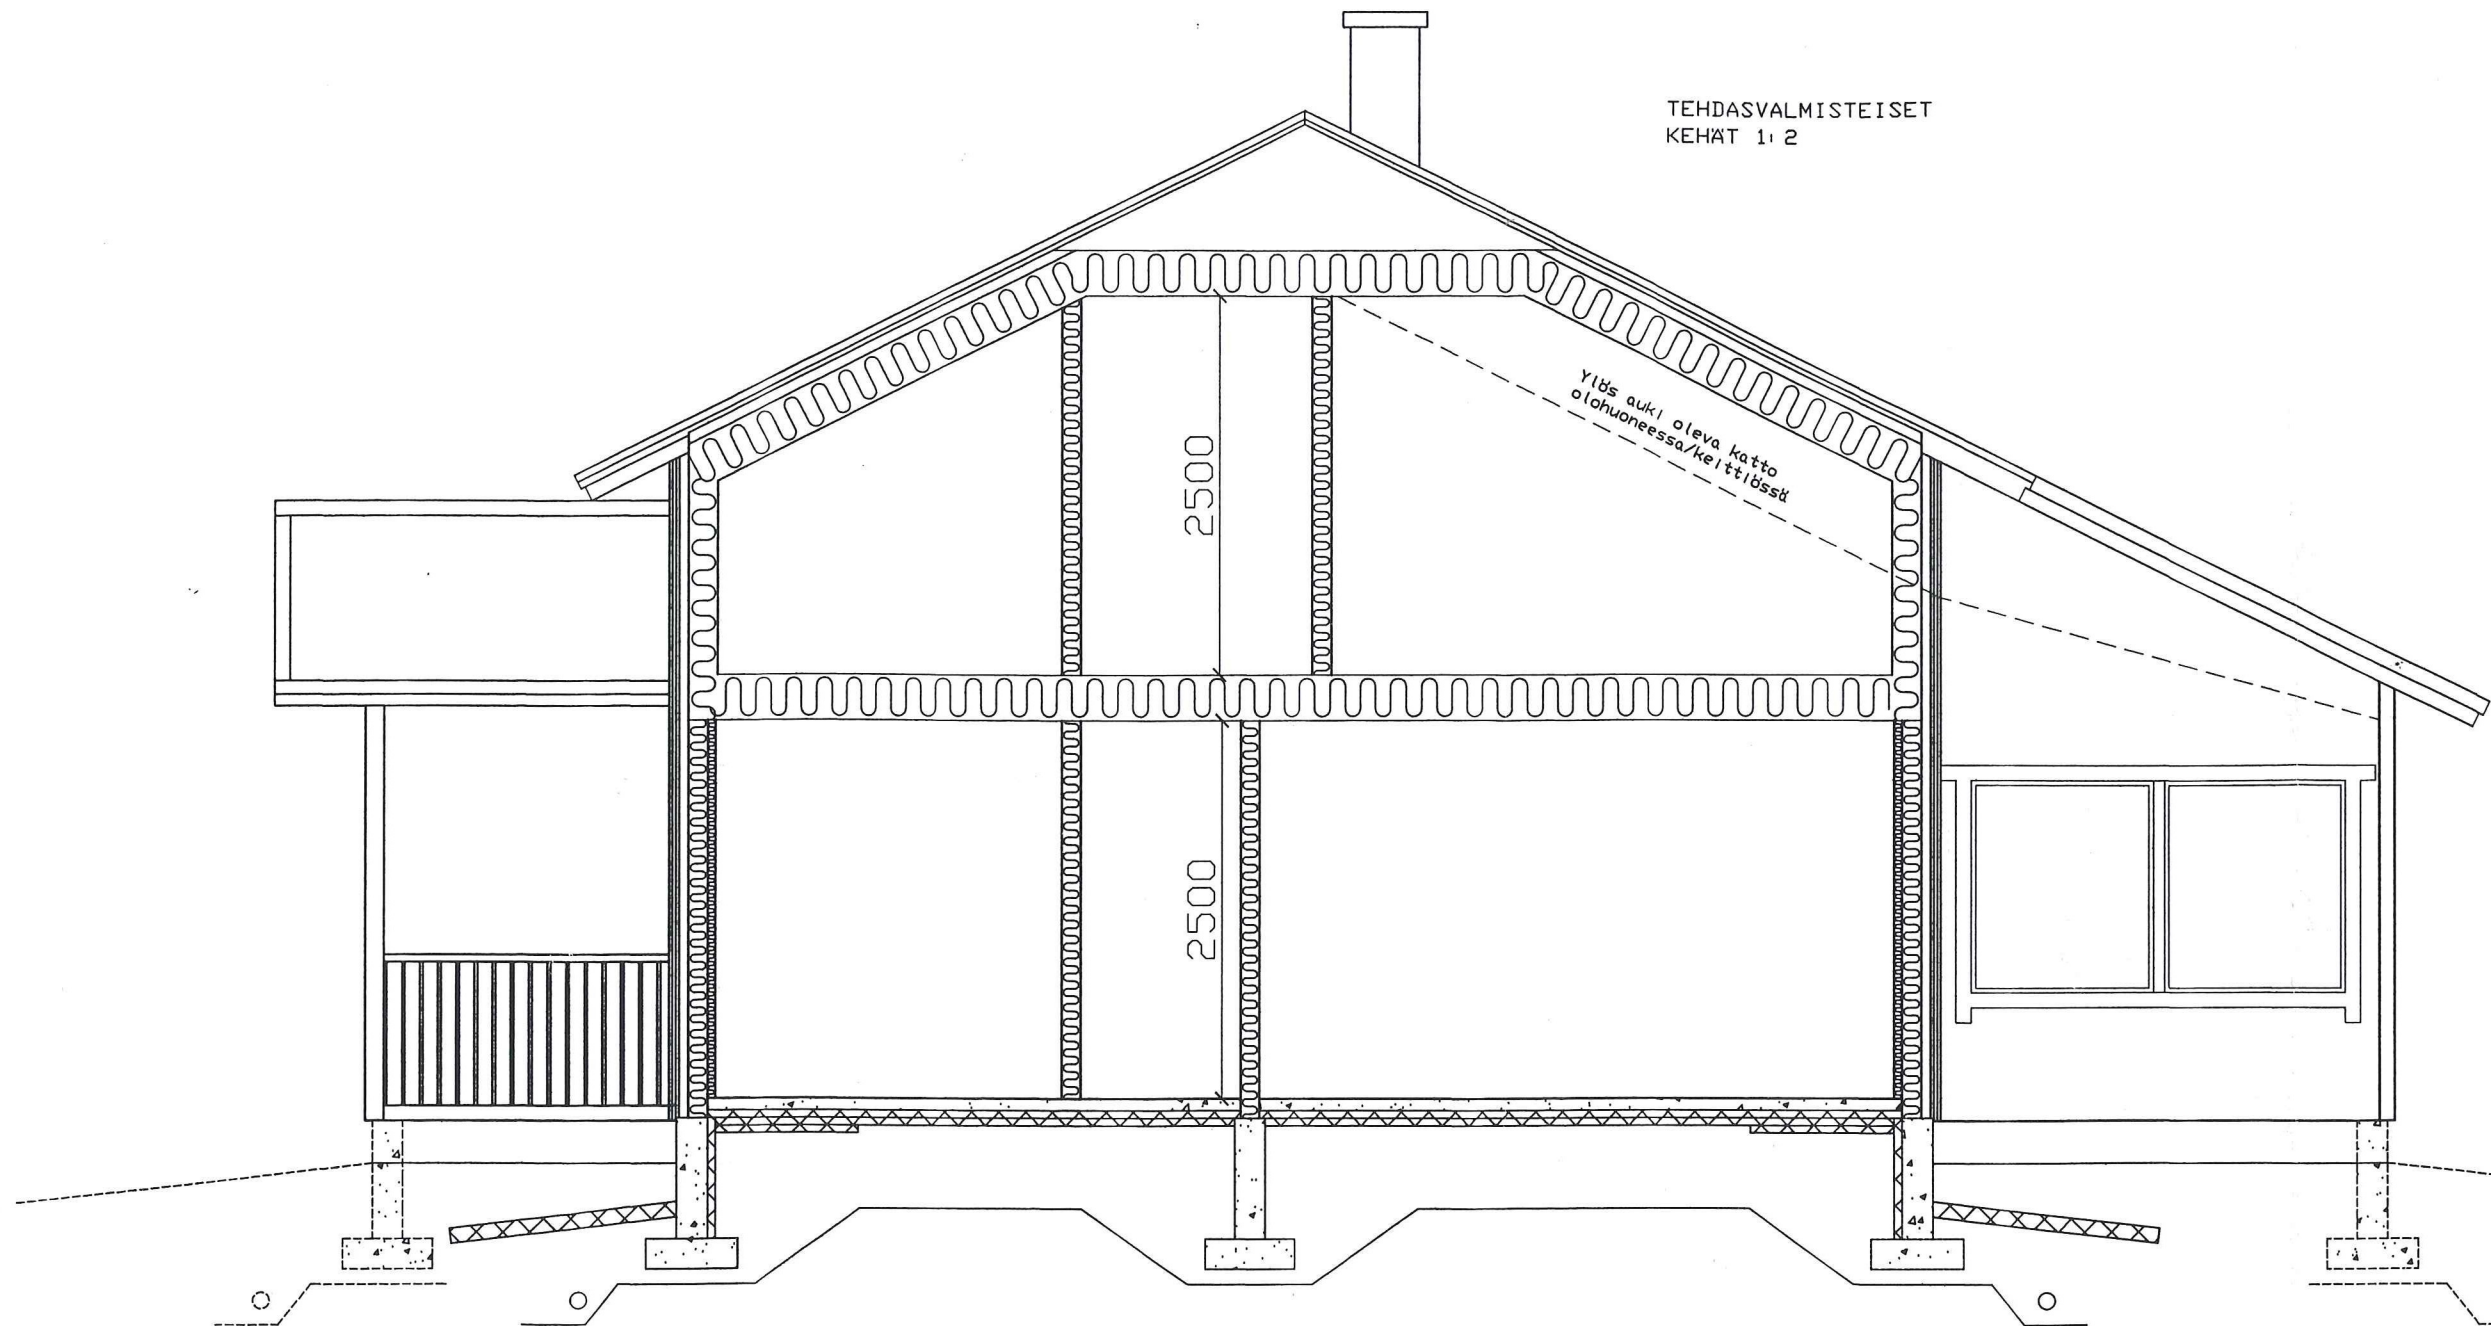 TEHDASVALMISTEISET
KEHÄT 1:2
Ylös auki oleva katto
olohuoneessa/keittiössä
2500
2500